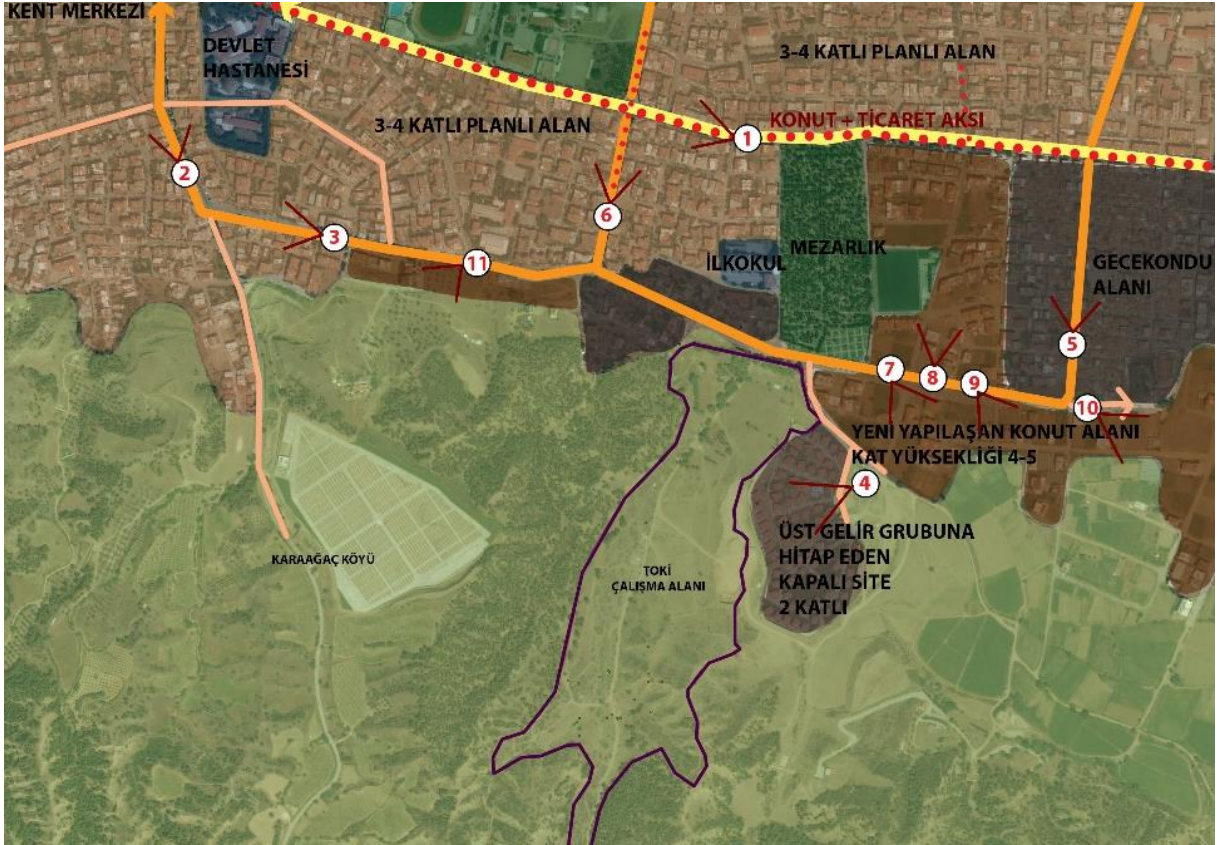 KENT MERKEZİ
DEVLET
HASTANESİ
3-4 KATLI PLANLI ALAN
3-4 KATLI PLANLI ALAN
1
KONUT + TİCARET AKSI
2
3
6
11
İLKOKUL
MEZARLIK
GECEKONDU
ALANI
5
7
8
9
10
YENİ YAPILAŞAN KONUT ALANI
KAT YÜKSEKLİĞİ 4-5
4
ÜST GELİR GRUBUNA
HİTAP EDEN
KAPALI SİTE
2 KATLI
KARAAĞAÇ KÖYÜ
TOKİ
ÇALIŞMA ALANI